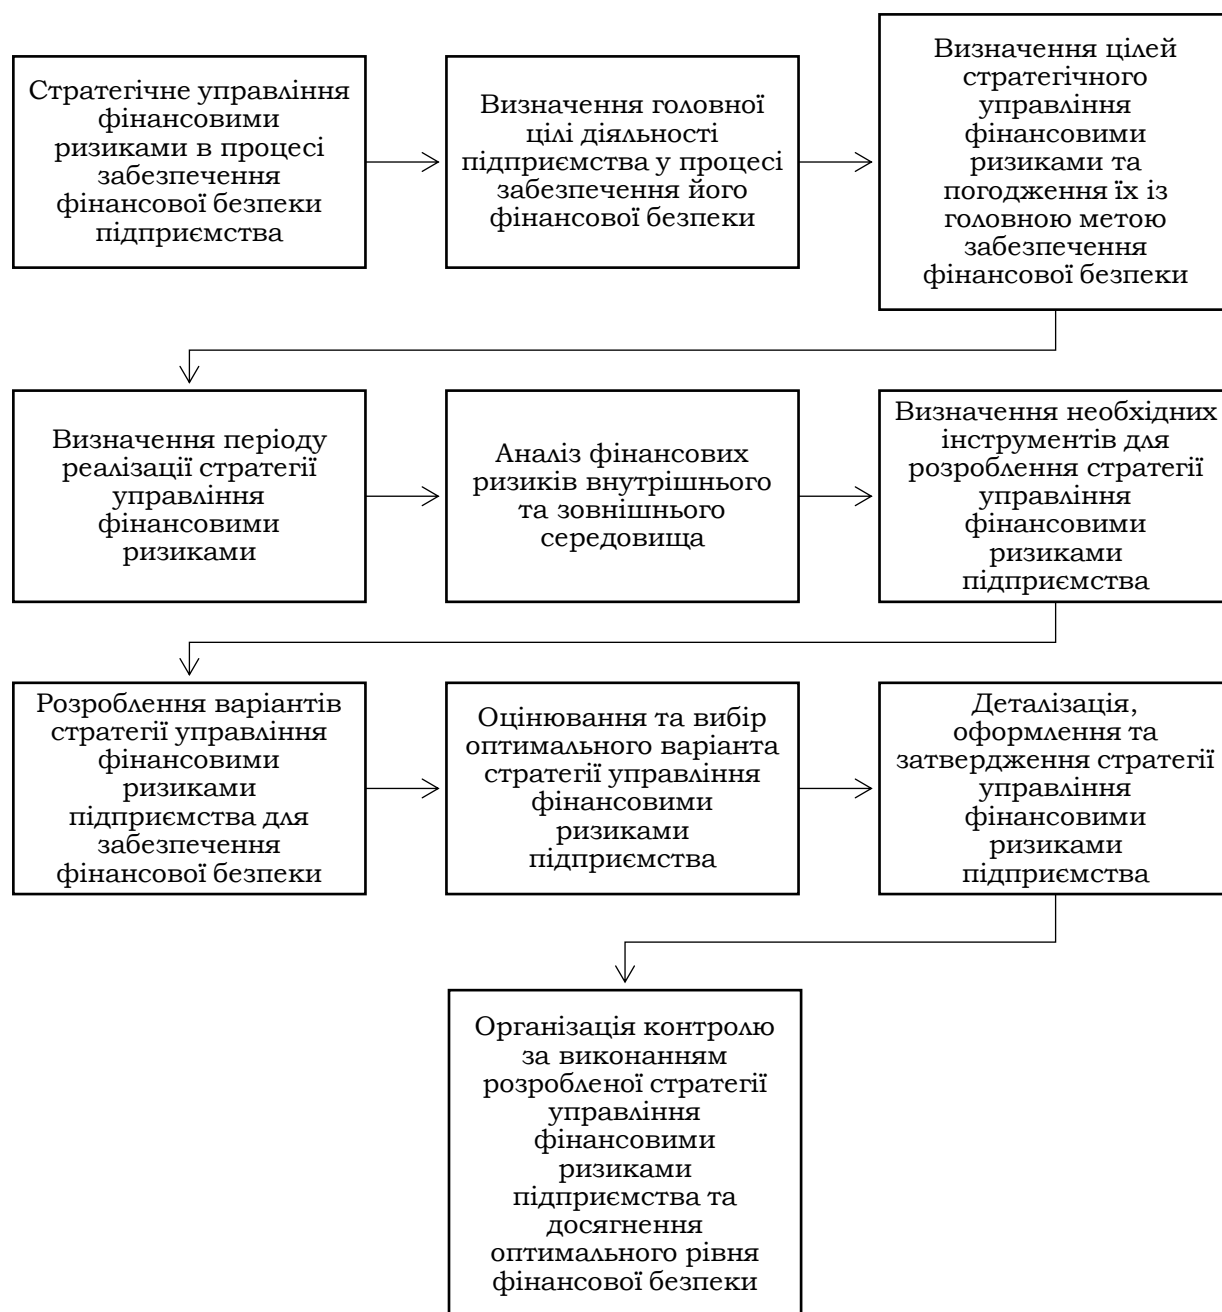 Стратегічне управління
фінансовими
ризиками в процесі
забезпечення
фінансової безпеки
підприємства
Визначення головної
цілі діяльності
підприємства у процесі
забезпечення його
фінансової безпеки
Визначення цілей
стратегічного
управління
фінансовими
ризиками та
погодження їх із
головною метою
забезпечення
фінансової безпеки
Визначення періоду
реалізації стратегії
управління
фінансовими
ризиками
Аналіз фінансових
ризиків внутрішнього
та зовнішнього
середовища
Визначення необхідних
інструментів для
розроблення стратегії
управління
фінансовими
ризиками
підприємства
Розроблення варіантів
стратегії управління
фінансовими
ризиками
підприємства для
забезпечення
фінансової безпеки
Оцінювання та вибір
оптимального варіанта
стратегії управління
фінансовими
ризиками
підприємства
Деталізація,
оформлення та
затвердження стратегії
управління
фінансовими
ризиками
підприємства
Організація контролю
за виконанням
розробленої стратегії
управління
фінансовими
ризиками
підприємства та
досягнення
оптимального рівня
фінансової безпеки